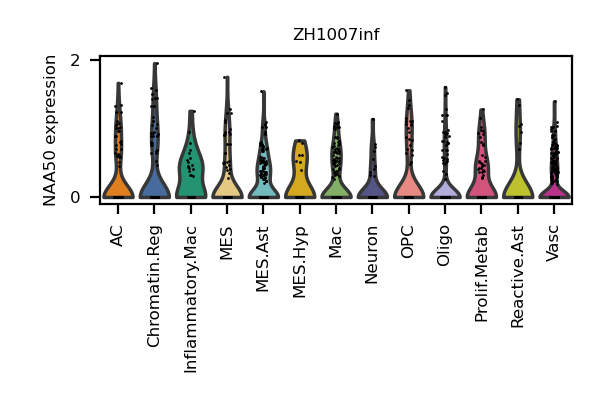 ZH1007inf
NAA50 expression
2
0
AC
Chromatin.Reg
Inflammatory.Mac
MES
MES.Ast
MES.Hyp
Mac
Neuron
OPC
Oligo
Prolif.Metab
Reactive.Ast
Vasc